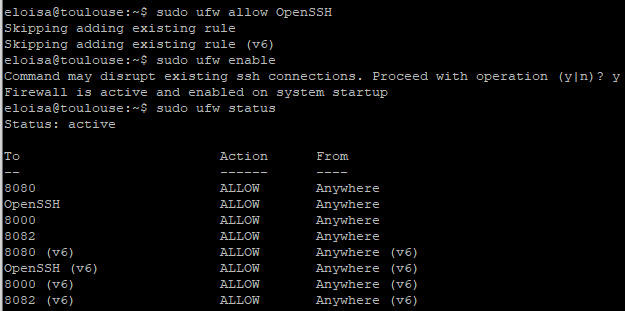 eloisa@toulouse:~$ sudo ufw allow OpenSSH
Skipping adding existing rule
Skipping adding existing rule (v6)
eloisa@toulouse:~$ sudo ufw enable
Command may disrupt existing ssh connections. Proceed with operation (y|n)? y
Firewall is active and enabled on system startup
eloisa@toulouse:~$ sudo ufw status
Status: active

To                         Action      From
--                         ------      ----
8080                       ALLOW       Anywhere
OpenSSH                    ALLOW       Anywhere
8000                       ALLOW       Anywhere
8082                       ALLOW       Anywhere
8080 (v6)                  ALLOW       Anywhere (v6)
OpenSSH (v6)               ALLOW       Anywhere (v6)
8000 (v6)                  ALLOW       Anywhere (v6)
8082 (v6)                  ALLOW       Anywhere (v6)